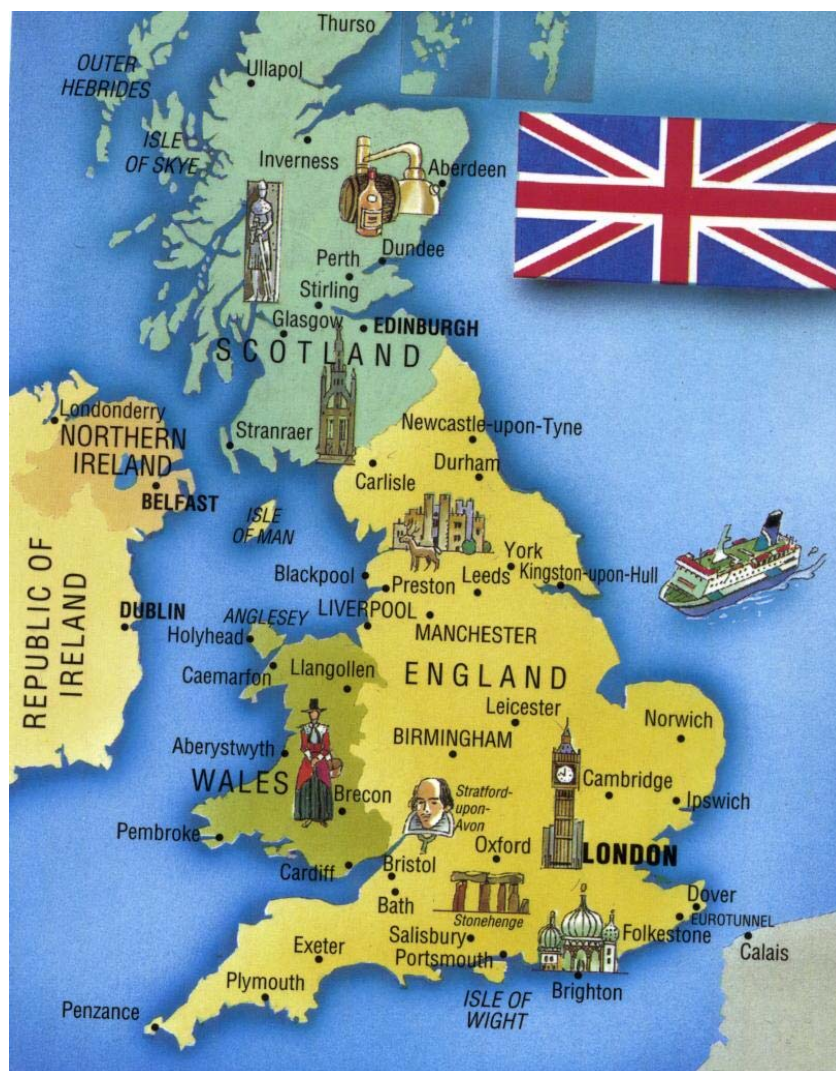 Thurso
OUTER
HEBRIDES
Ullapol
ISLE
OF SKYE
Inverness
Aberdeen
Dundee
Perth
Stirling
Glasgow
EDINBURGH
SCOTLAND
Londonderry
NORTHERN
IRELAND
BELFAST
Stranraer
Newcastle-upon-Tyne
Durham
Carlisle
ISLE
OF MAN
York
Blackpool
Preston
Leeds
Kingston-upon-Hull
REPUBLIC OF
IRELAND
DUBLIN
ANGLESEY
LIVERPOOL
MANCHESTER
Holyhead
Caemarfon
Llangollen
ENGLAND
Leicester
Norwich
Aberystwyth
BIRMINGHAM
WALES
Brecon
Stratford-
upon-
Avon
Cambridge
Ipswich
Pembroke
Oxford
LONDON
Cardiff
Bristol
Bath
Stonehenge
Dover
EUROTUNNEL
Folkestone
Calais
Exeter
Salisbury
Portsmouth
Plymouth
ISLE OF
WIGHT
Brighton
Penzance